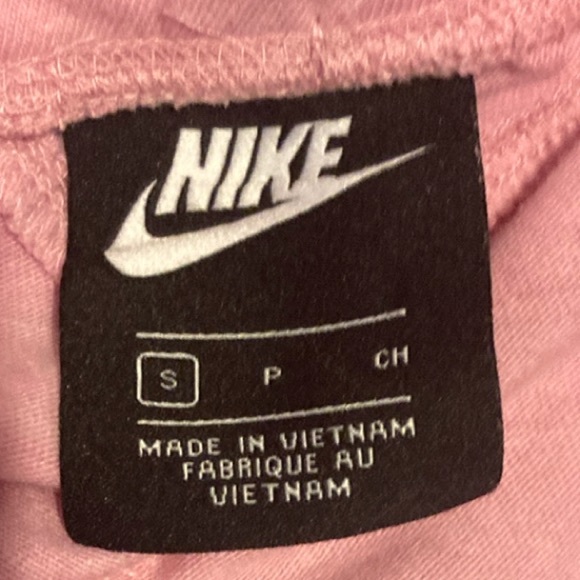 NIKE
S P CH
MADE IN VIETNAM
FABRIQUE AU
VIETNAM